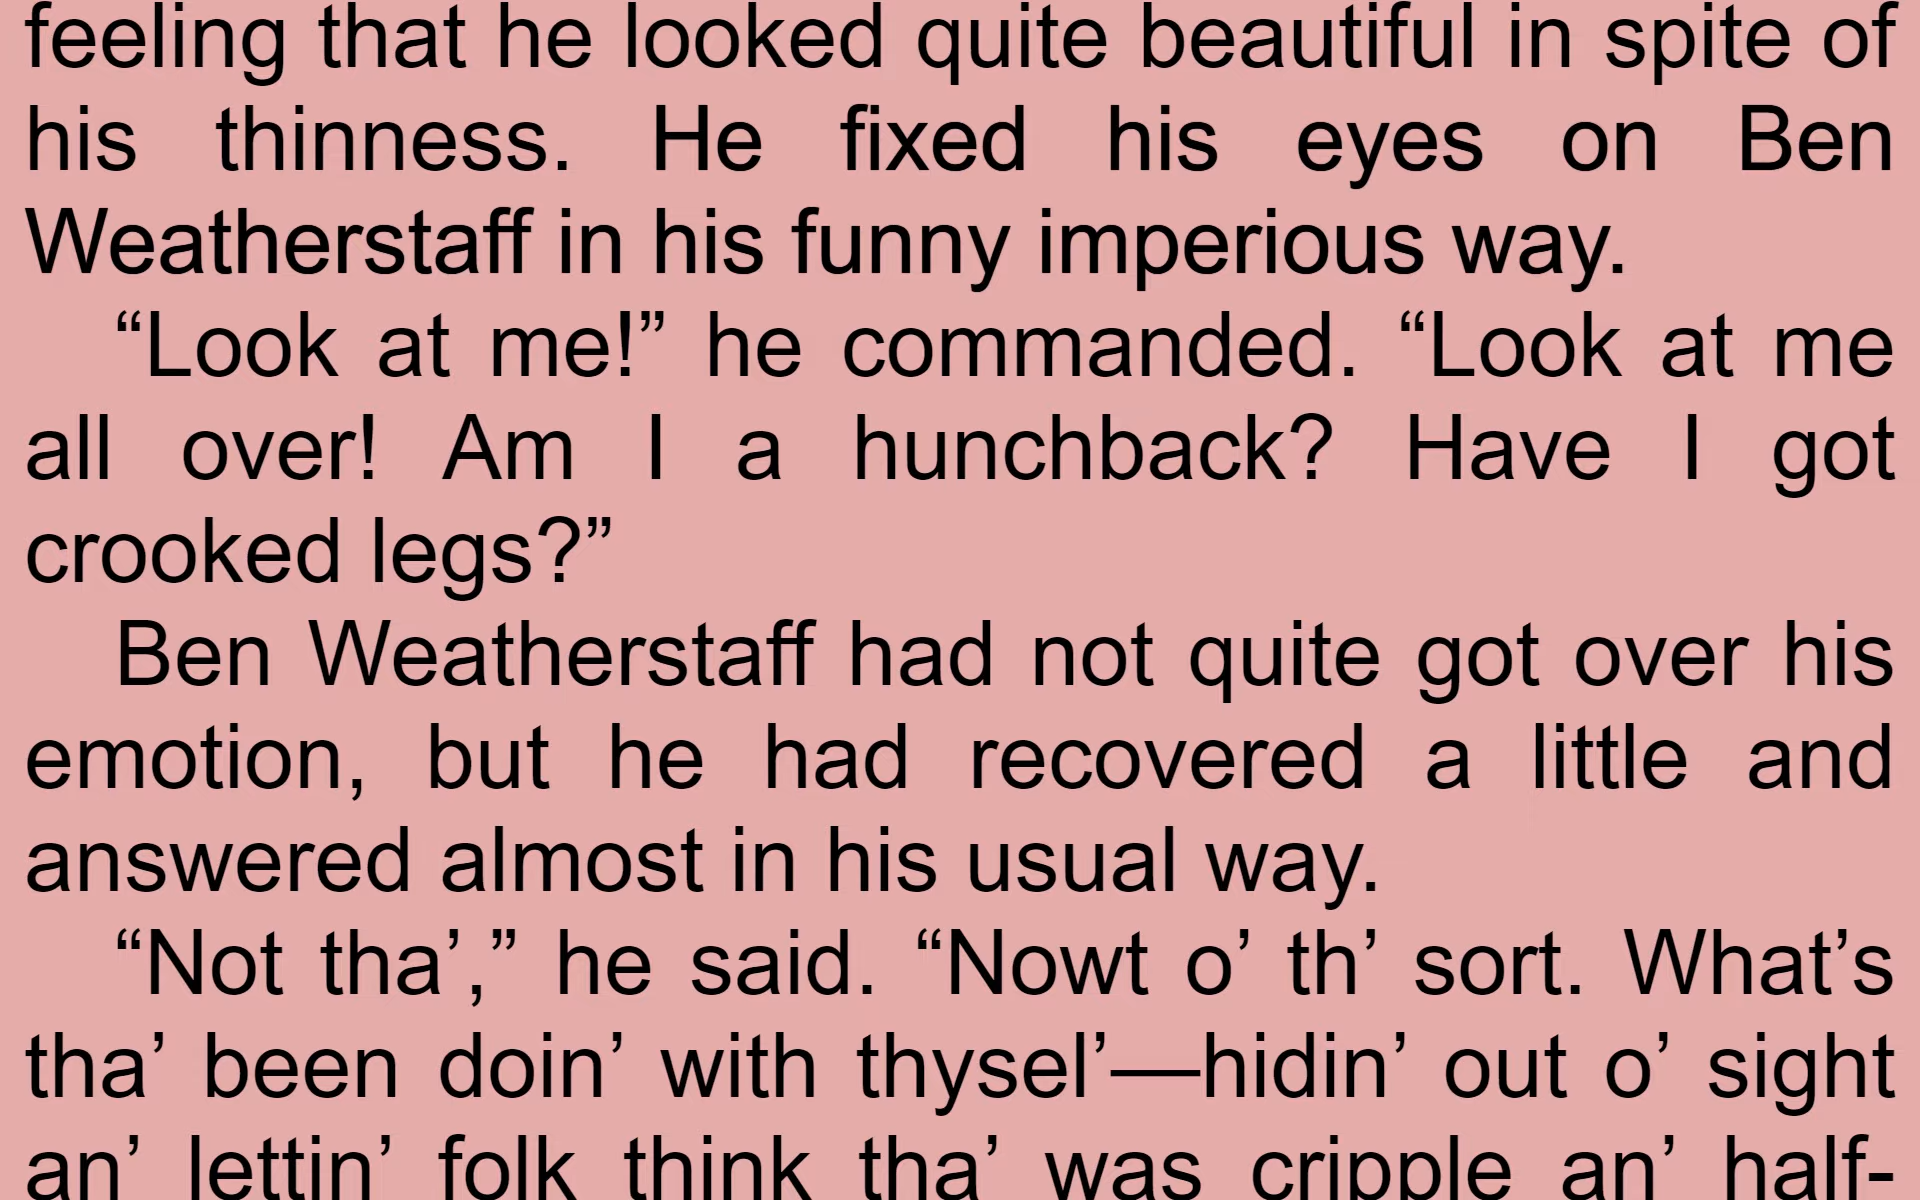 feeling that he looked quite beautiful in spite of
his thinness. He fixed his eyes on Ben
Weatherstaff in his funny imperious way.
“Look at me!” he commanded. “Look at me
all over! Am I a hunchback? Have I got
crooked legs?”
Ben Weatherstaff had not quite got over his
emotion, but he had recovered a little and
answered almost in his usual way.
“Not tha’,” he said. “Nowt o’ th’ sort. What’s
tha’ been doin’ with thysel’—hidin’ out o’ sight
an’ lettin’ folk think tha’ was cripple an’ half-